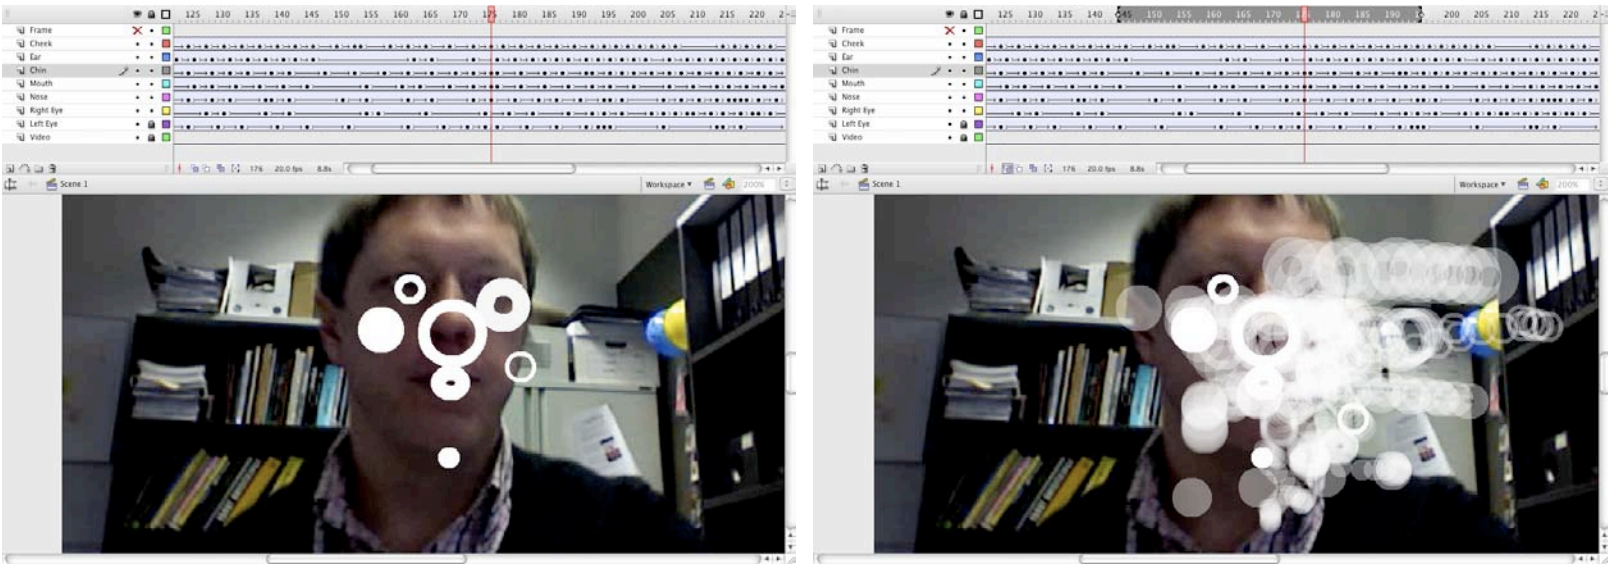 125 130 135 140 145 150 155 160 165 170 175 180 185 190 195 200 205 210 215 220 2
Frame
Cheek
Ear
Chin
Mouth
Nose
Right Eye
Left Eye
Video
176 20.0 fps 8.8s
Scene 1 Workspace 200%
125 130 135 140 145 150 155 160 165 170 175 180 185 190 200 205 210 215 220 2
Frame
Cheek
Ear
Chin
Mouth
Nose
Right Eye
Left Eye
Video
176 20.0 fps 8.8s
Scene 1 Workspace 200%